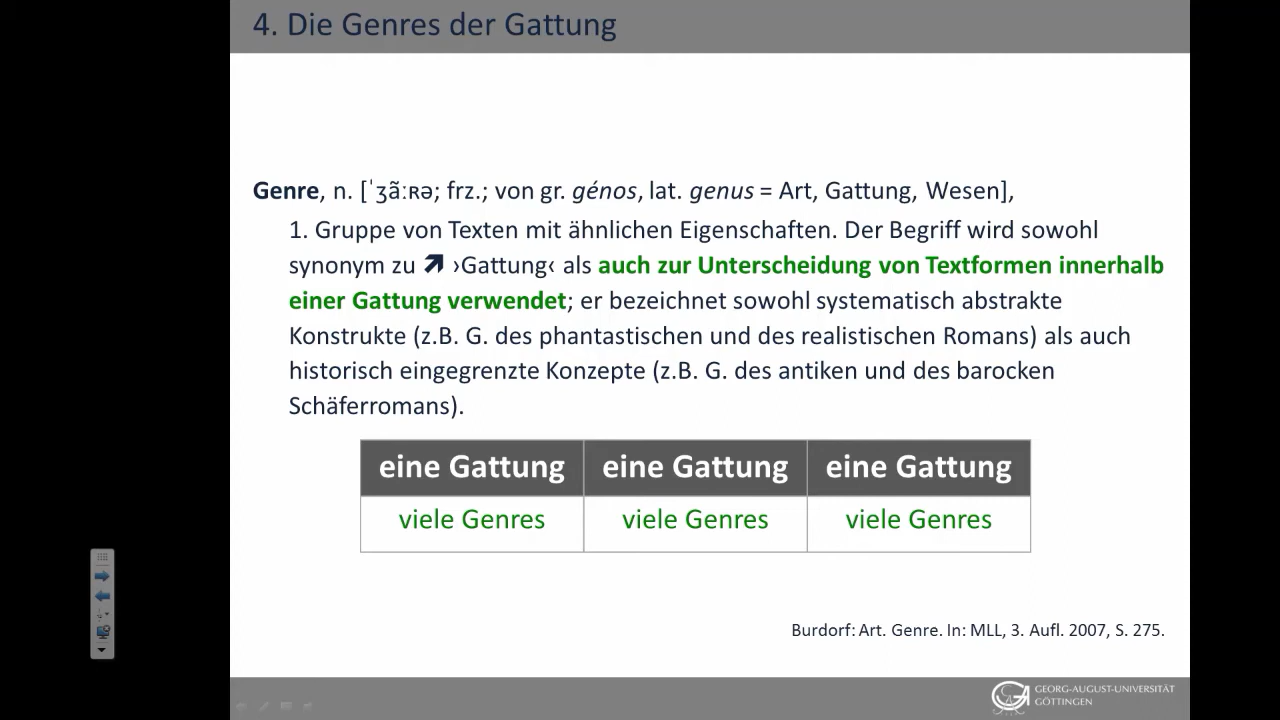 4. Die Genres der Gattung
Genre, n. [ˈʒãːʀə; frz.; von gr. génos, lat. genus = Art, Gattung, Wesen],
1. Gruppe von Texten mit ähnlichen Eigenschaften. Der Begriff wird sowohl
synonym zu ↗ ›Gattung‹ als auch zur Unterscheidung von Textformen innerhalb
einer Gattung verwendet; er bezeichnet sowohl systematisch abstrakte
Konstrukte (z.B. G. des phantastischen und des realistischen Romans) als auch
historisch eingegrenzte Konzepte (z.B. G. des antiken und des barocken
Schäferromans).
eine Gattung eine Gattung eine Gattung
viele Genres viele Genres viele Genres
Burdorf: Art. Genre. In: MLL, 3. Aufl. 2007, S. 275.
GEORG-AUGUST-UNIVERSITÄT
GÖTTINGEN